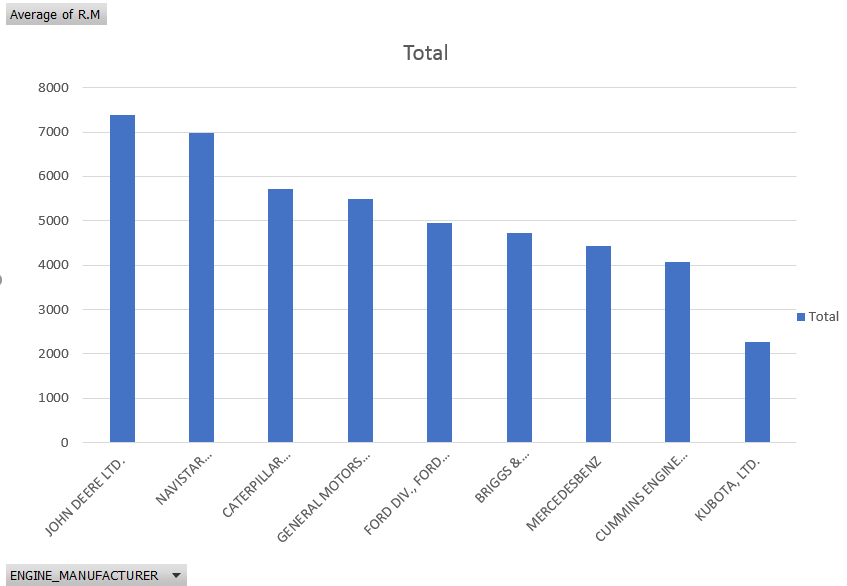 Average of R.M
Total
8000
7000
6000
5000
4000
3000
2000
1000
0
Total
JOHN DEERE LTD.
NAVISTAR...
CATERPILLAR...
GENERAL MOTORS...
FORD DIV., FORD...
BRIGGS &...
MERCEDESBENZ
CUMMINS ENGINE...
KUBOTA, LTD.
ENGINE_MANUFACTURER